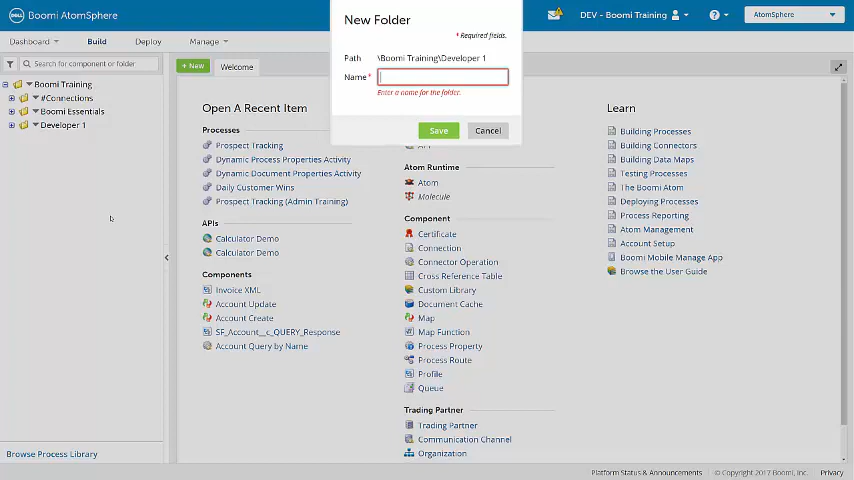 boomi
Boomi AtomSphere
DEV - Boomi Training
AtomSphere
Dashboard
Build
Deploy
Manage
New Folder
* Required fields.
Path \Boomi Training\Developer 1
Name*
Enter a name for the folder.
Save
Cancel
Search for component or folder
+ New
Welcome
Boomi Training
#Connections
Boomi Essentials
Developer 1
Browse Process Library
Open A Recent Item
Processes
Prospect Tracking
Dynamic Process Properties Activity
Dynamic Document Properties Activity
Daily Customer Wins
Prospect Tracking (Admin Training)
APIs
Calculator Demo
Calculator Demo
Components
Invoice XML
Account Update
Account Create
SF_Account__c_QUERY_Response
Account Query by Name
API
Atom Runtime
Atom
Molecule
Component
Certificate
Connection
Connector Operation
Cross Reference Table
Custom Library
Document Cache
Map
Map Function
Process Property
Process Route
Profile
Queue
Trading Partner
Trading Partner
Communication Channel
Organization
Learn
Building Processes
Building Connectors
Building Data Maps
Testing Processes
The Boomi Atom
Deploying Processes
Process Reporting
Atom Management
Account Setup
Boomi Mobile Manage App
Browse the User Guide
Platform Status & Announcements
© Copyright 2017 Boomi, Inc.
Privacy